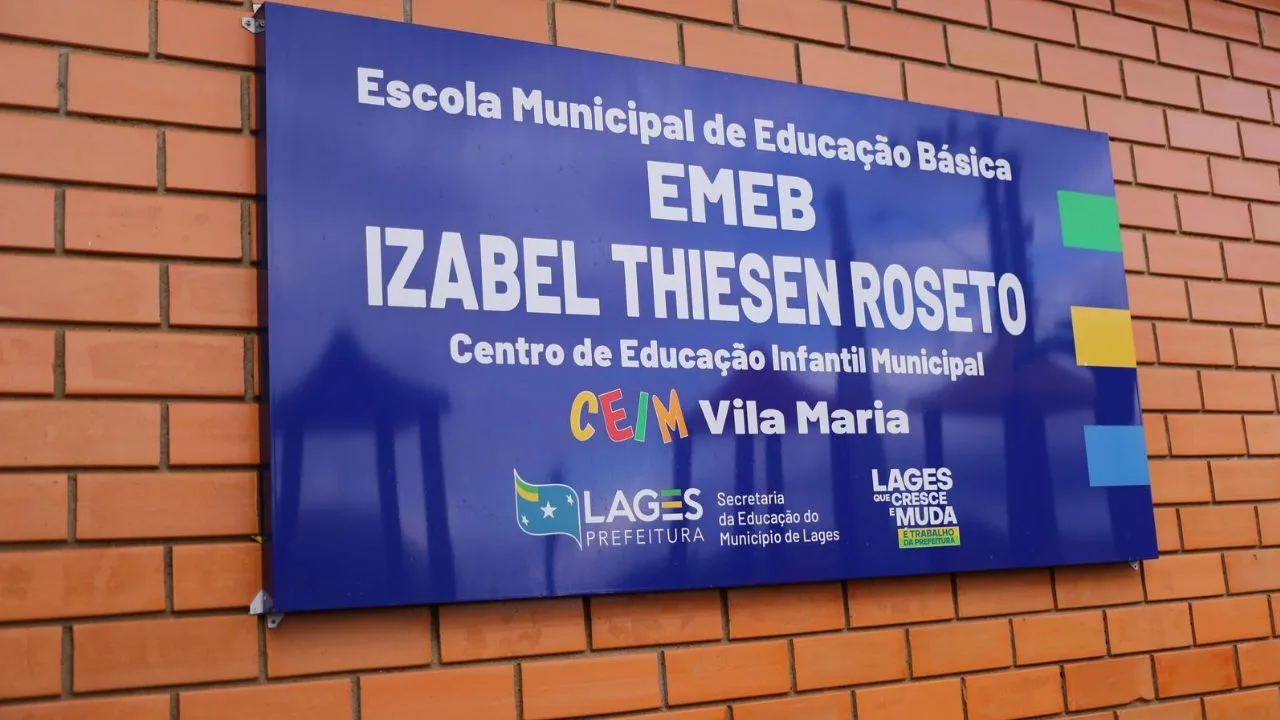 Escola Municipal de Educação Básica
EMEB
IZABEL THIESEN ROSETO
Centro de Educação Infantil Municipal
CEIM Vila Maria
LAGES
PREFEITURA
Secretaria
da Educação do
Município de Lages
LAGES
QUE CRESCE
E MUDA
E TRABALHO
DA PREFEITURA